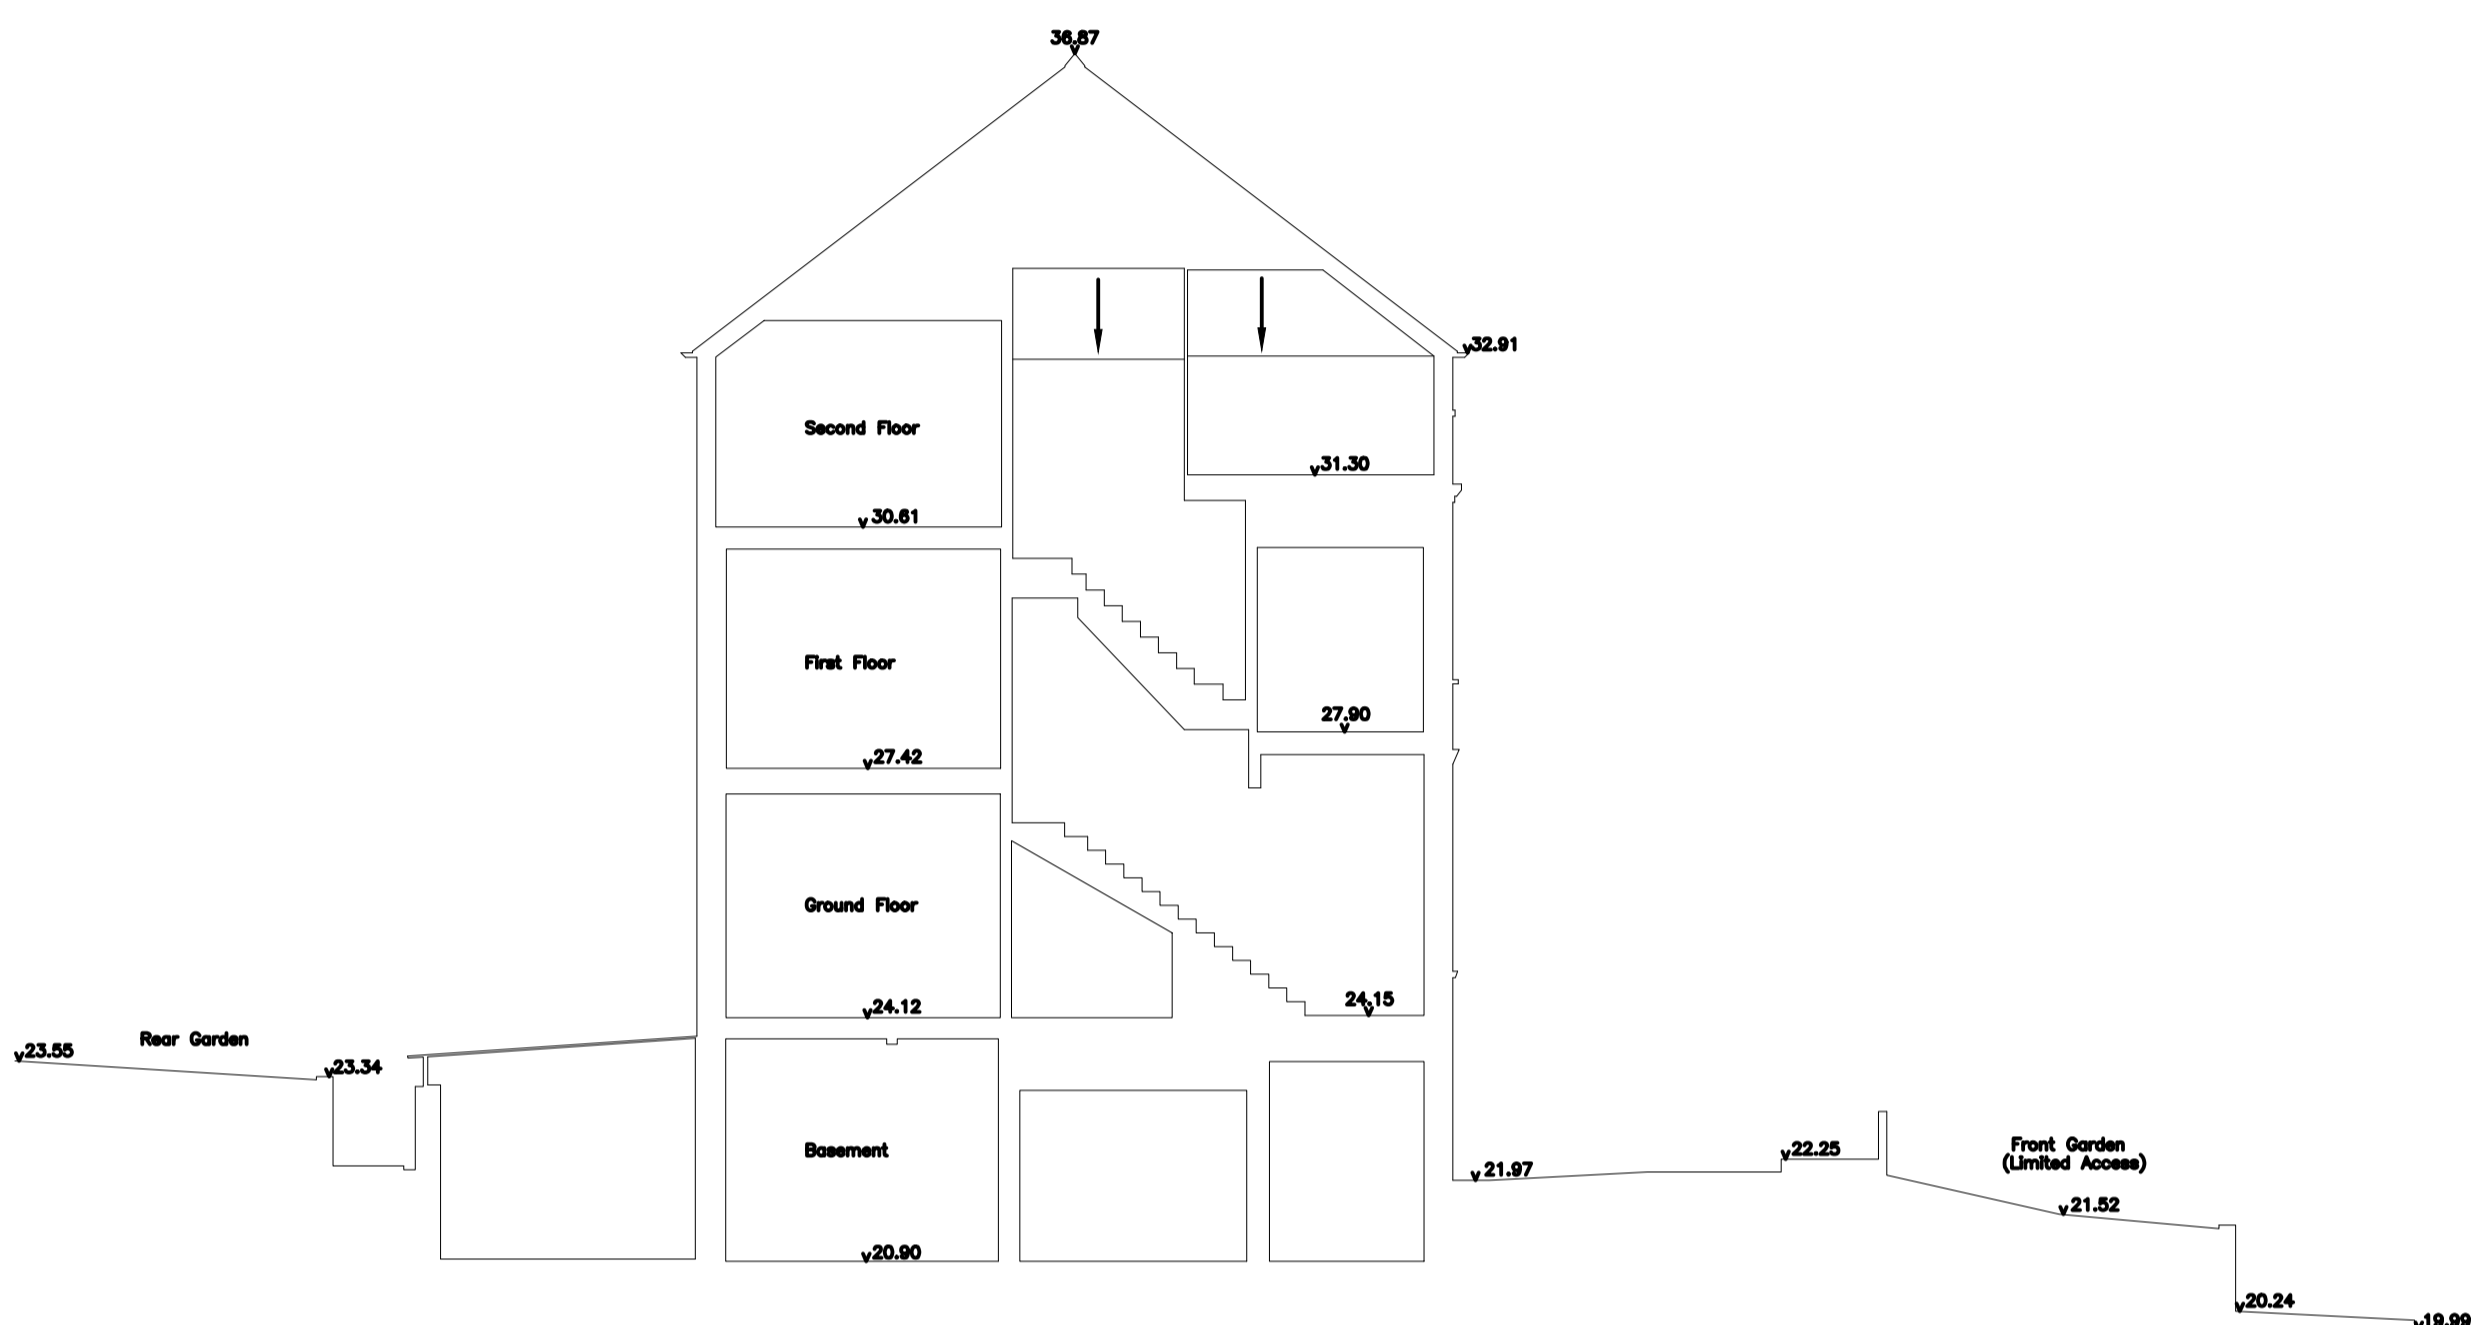 36.87
32.91
Second Floor
31.30
30.61
First Floor
27.90
27.42
Ground Floor
24.15
24.12
Rear Garden
23.55
23.34
Basement
Front Garden
(Limited Access)
22.25
21.97
21.52
20.90
20.24
19.99